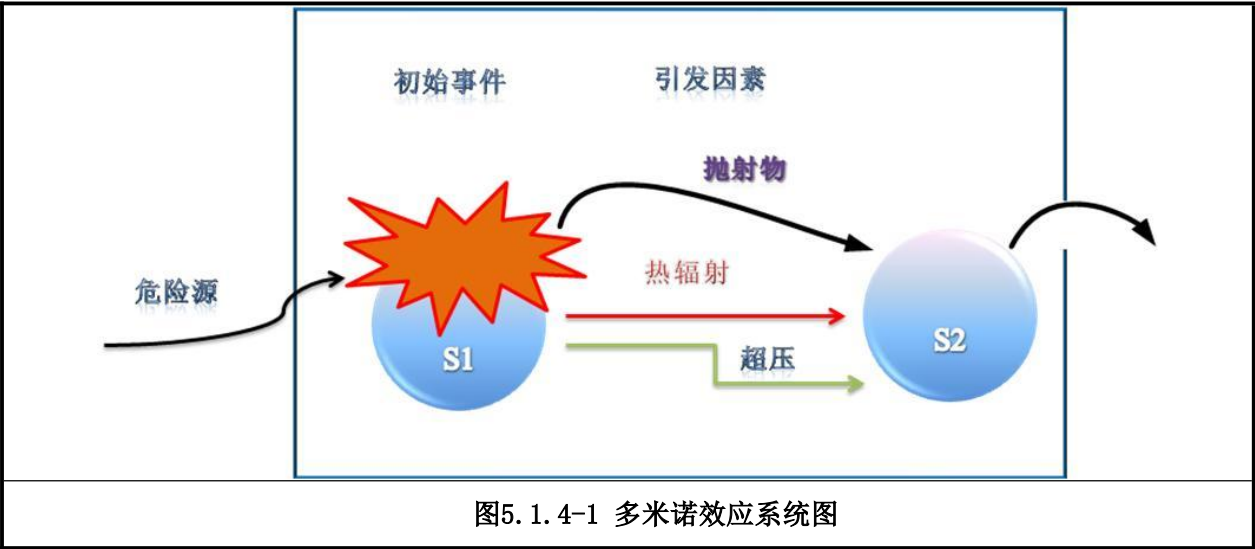 初始事件
引发因素
抛射物
热辐射
危险源
超压
S1
S2
图5.1.4-1 多米诺效应系统图